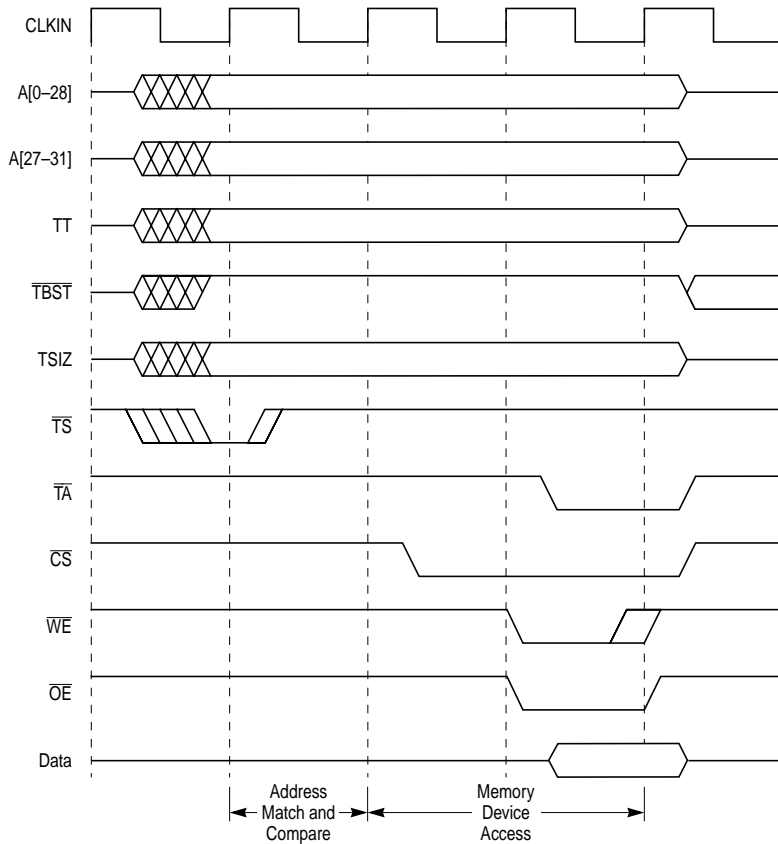 CLKIN
A[0–28]
A[27–31]
TT
TBST
TSIZ
TS
TA
CS
WE
OE
Data
Address
Match and
Compare
Memory
Device
Access